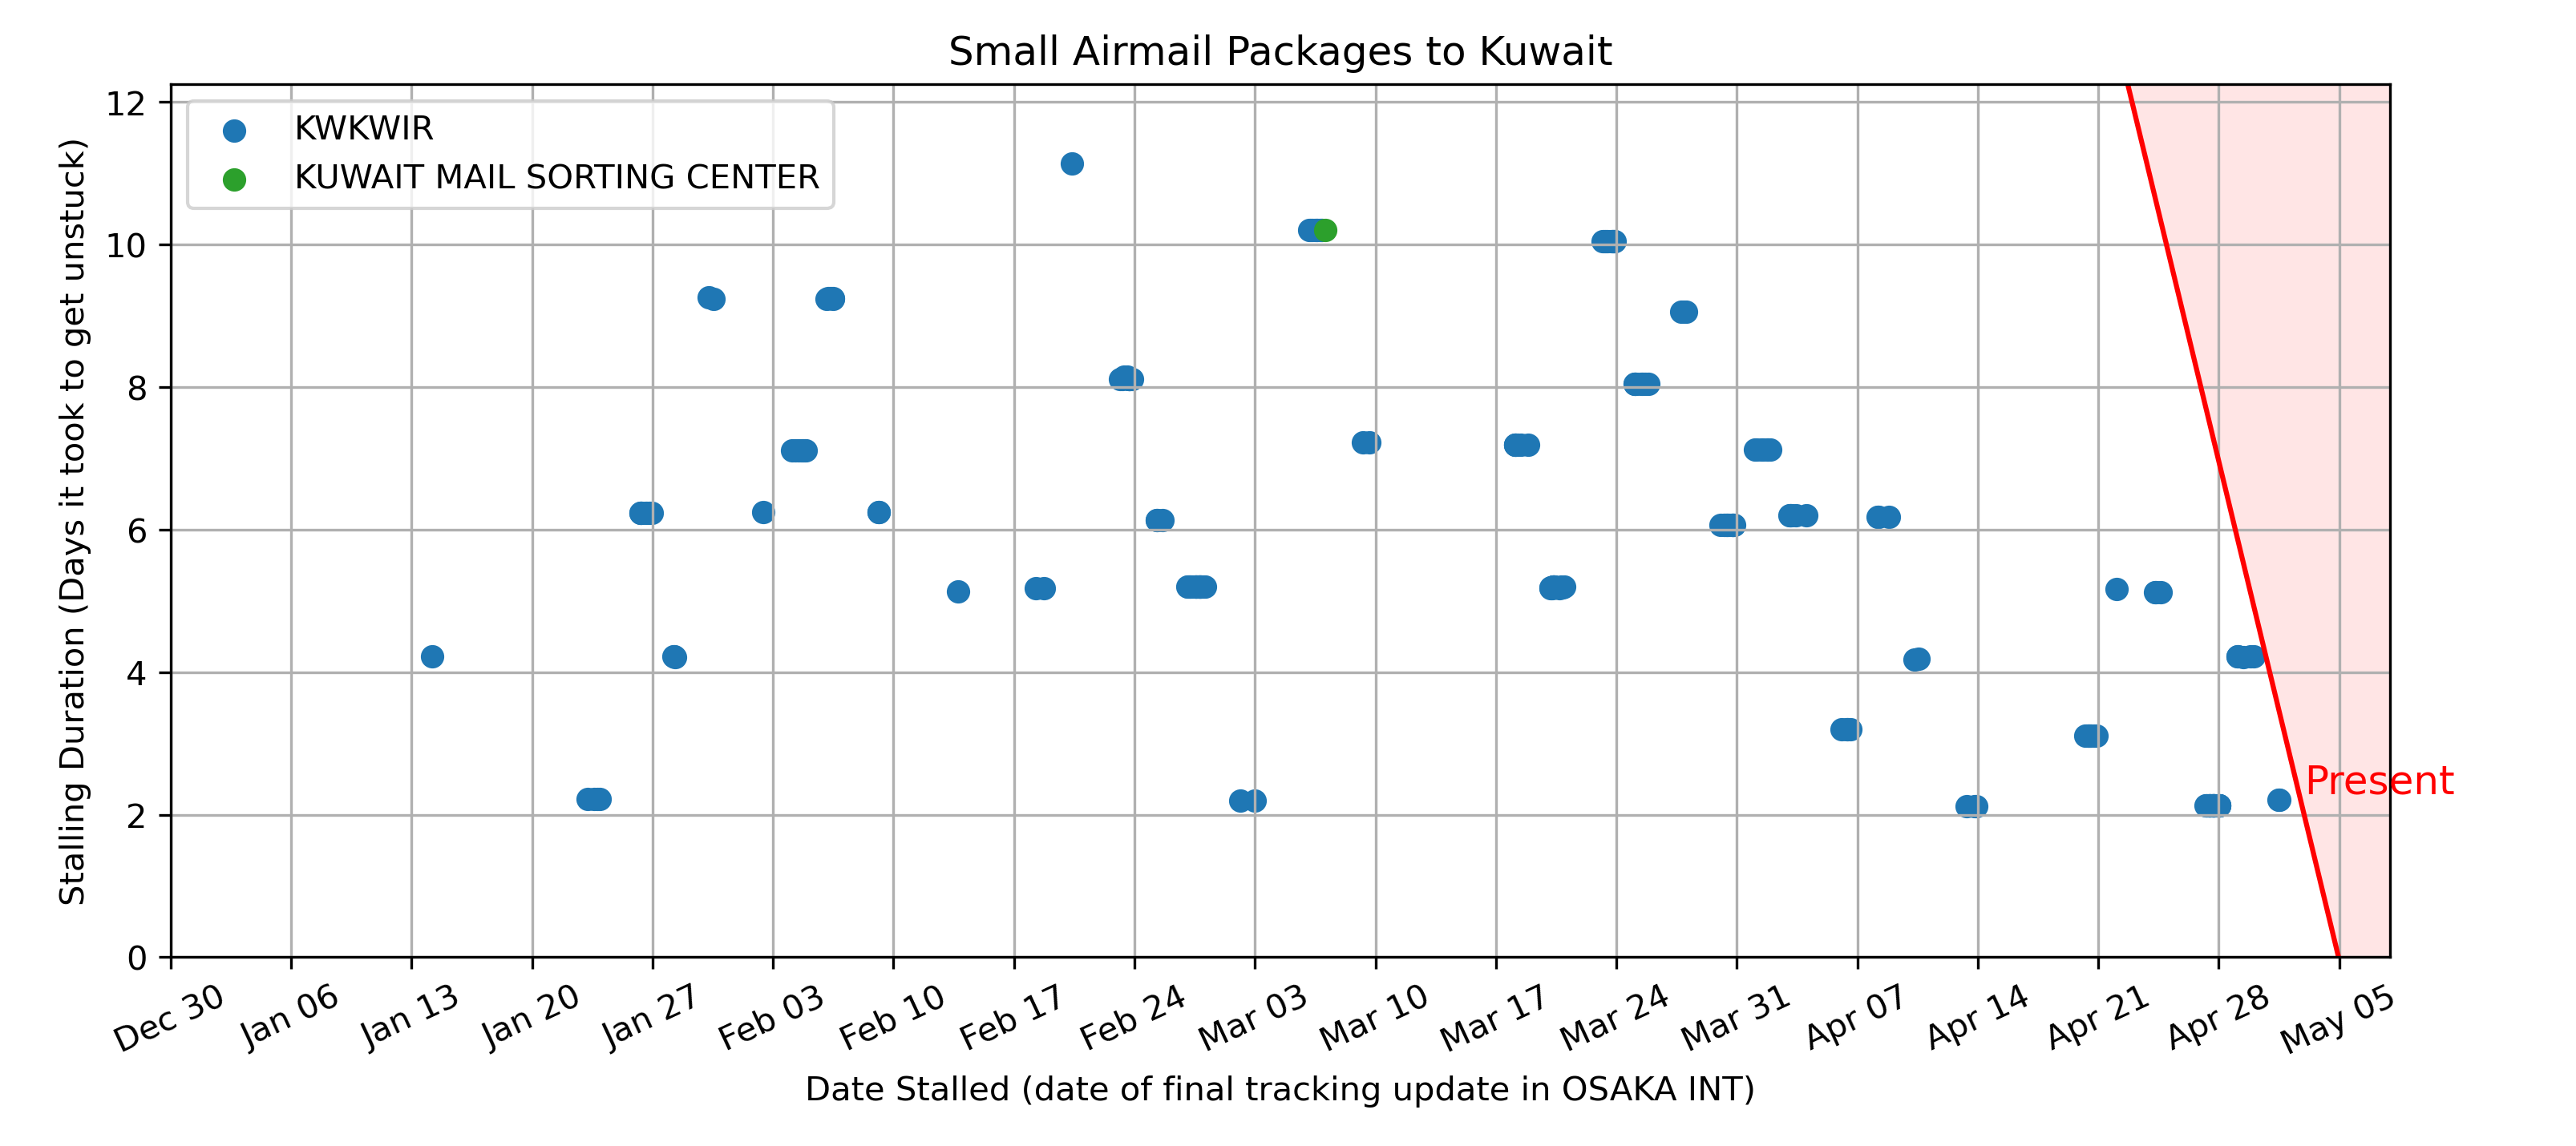 Small Airmail Packages to Kuwait
KWKWIR
KUWAIT MAIL SORTING CENTER
Stalling Duration (Days it took to get unstuck)
12
10
8
6
4
2
0
Present
Dec 30 Jan 06 Jan 13 Jan 20 Jan 27 Feb 03 Feb 10 Feb 17 Feb 24 Mar 03 Mar 10 Mar 17 Mar 24 Mar 31 Apr 07 Apr 14 Apr 21 Apr 28 May 05
Date Stalled (date of final tracking update in OSAKA INT)